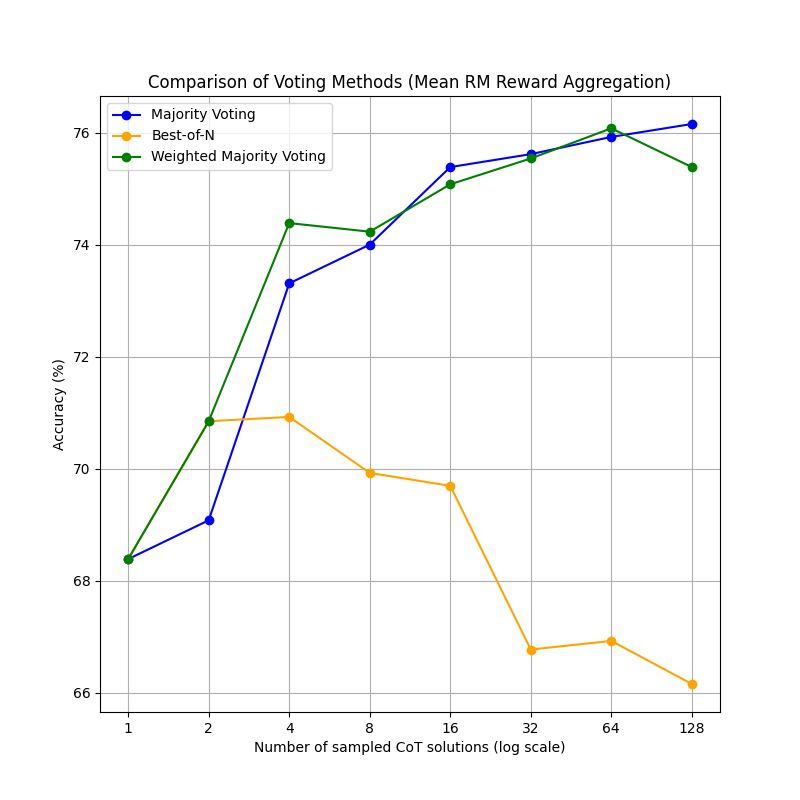 Comparison of Voting Methods (Mean RM Reward Aggregation)
Majority Voting
Best-of-N
Weighted Majority Voting
Accuracy (%)
76
74
72
70
68
66
1 2 4 8 16 32 64 128
Number of sampled CoT solutions (log scale)